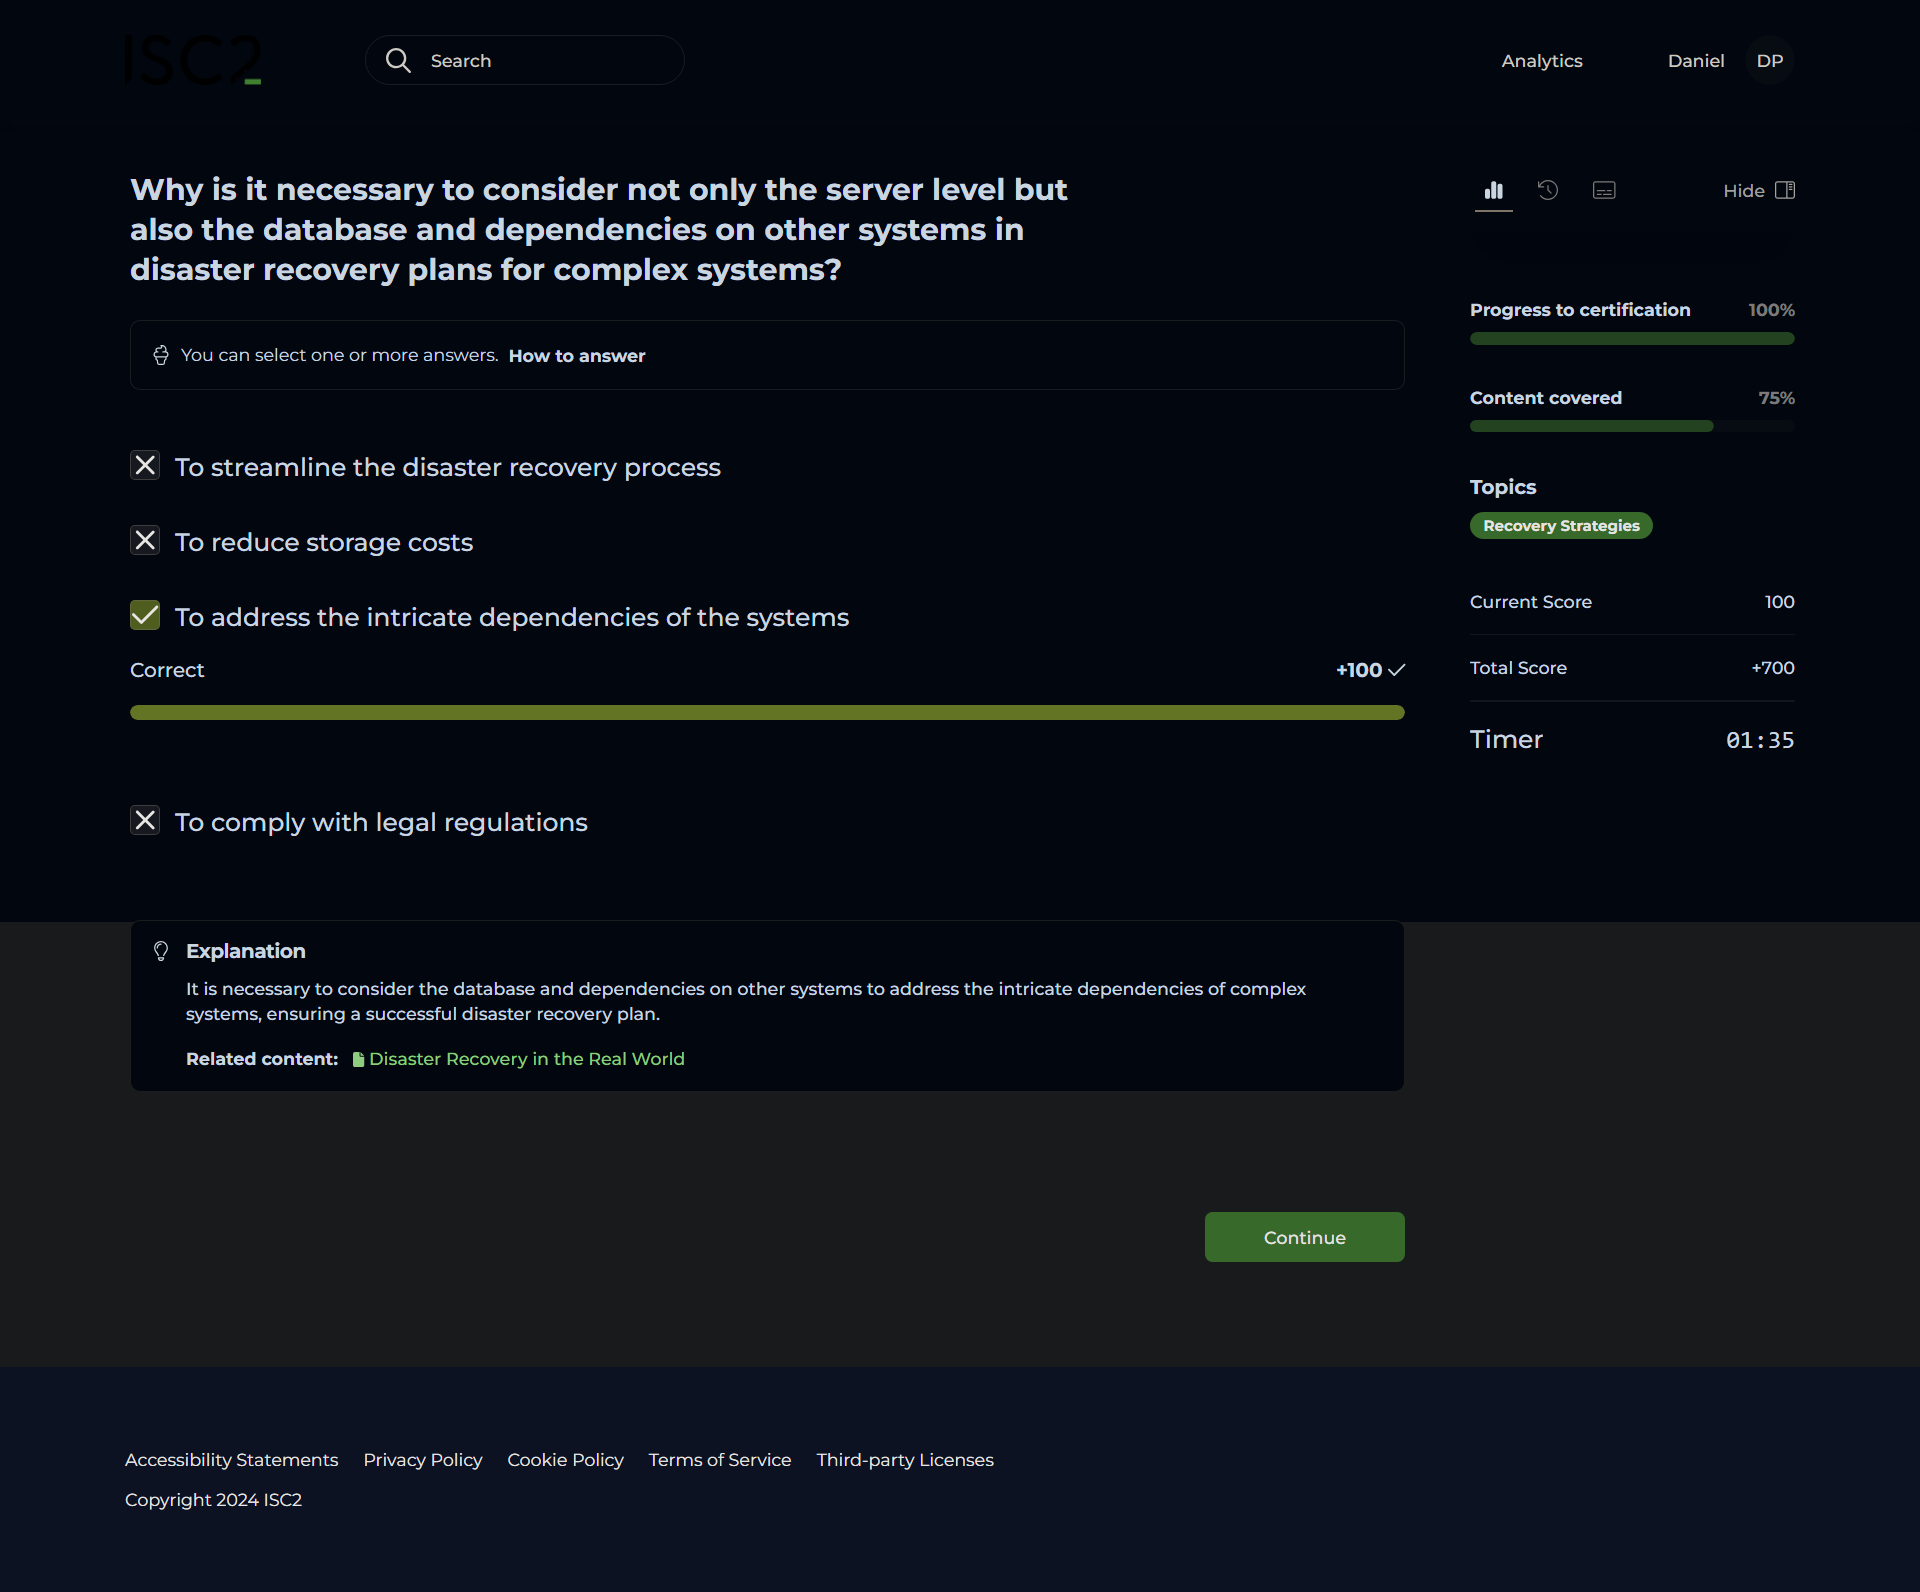 ISC2
Search
Analytics
Daniel
DP
Why is it necessary to consider not only the server level but
also the database and dependencies on other systems in
disaster recovery plans for complex systems?
You can select one or more answers. How to answer
To streamline the disaster recovery process
To reduce storage costs
To address the intricate dependencies of the systems
Correct
+100
To comply with legal regulations
Explanation
It is necessary to consider the database and dependencies on other systems to address the intricate dependencies of complex
systems, ensuring a successful disaster recovery plan.
Related content: Disaster Recovery in the Real World
Continue
Hide
Progress to certification 100%
Content covered 75%
Topics
Recovery Strategies
Current Score 100
Total Score +700
Timer 01:35
Accessibility Statements Privacy Policy Cookie Policy Terms of Service Third-party Licenses
Copyright 2024 ISC2